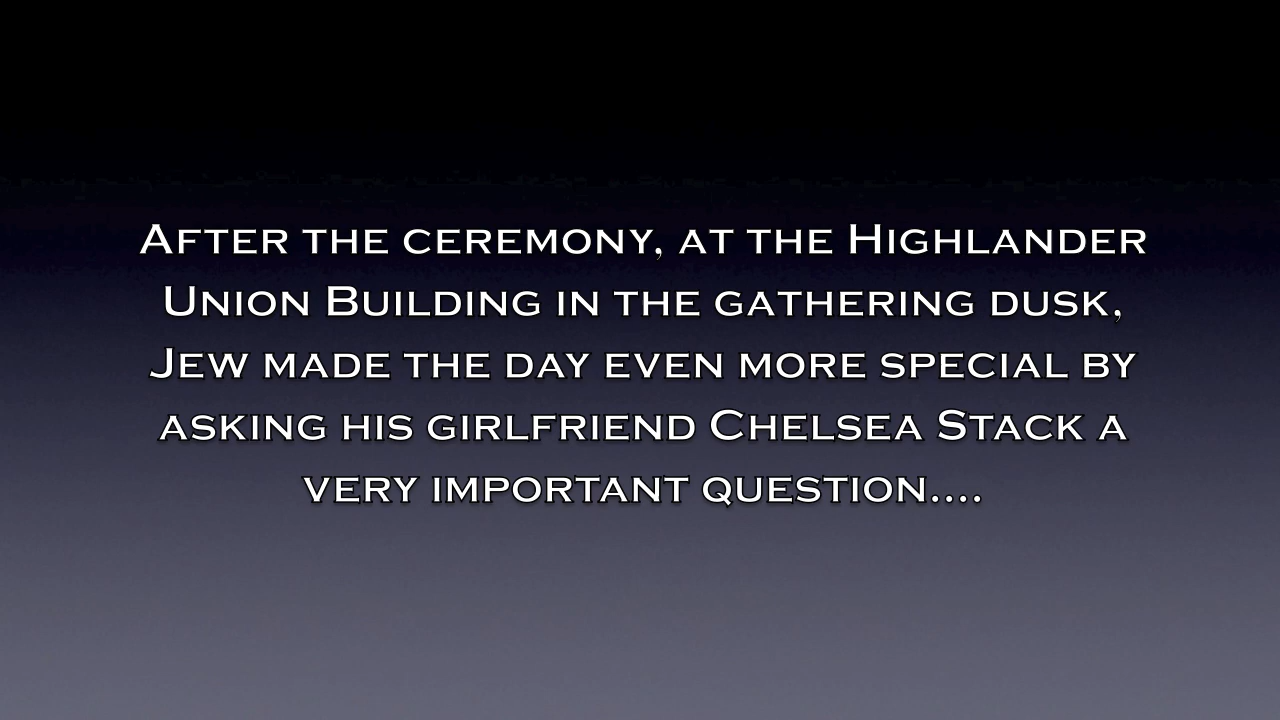 After the ceremony, at the Highlander
Union Building in the gathering dusk,
Jew made the day even more special by
asking his girlfriend Chelsea Stack a
very important question....